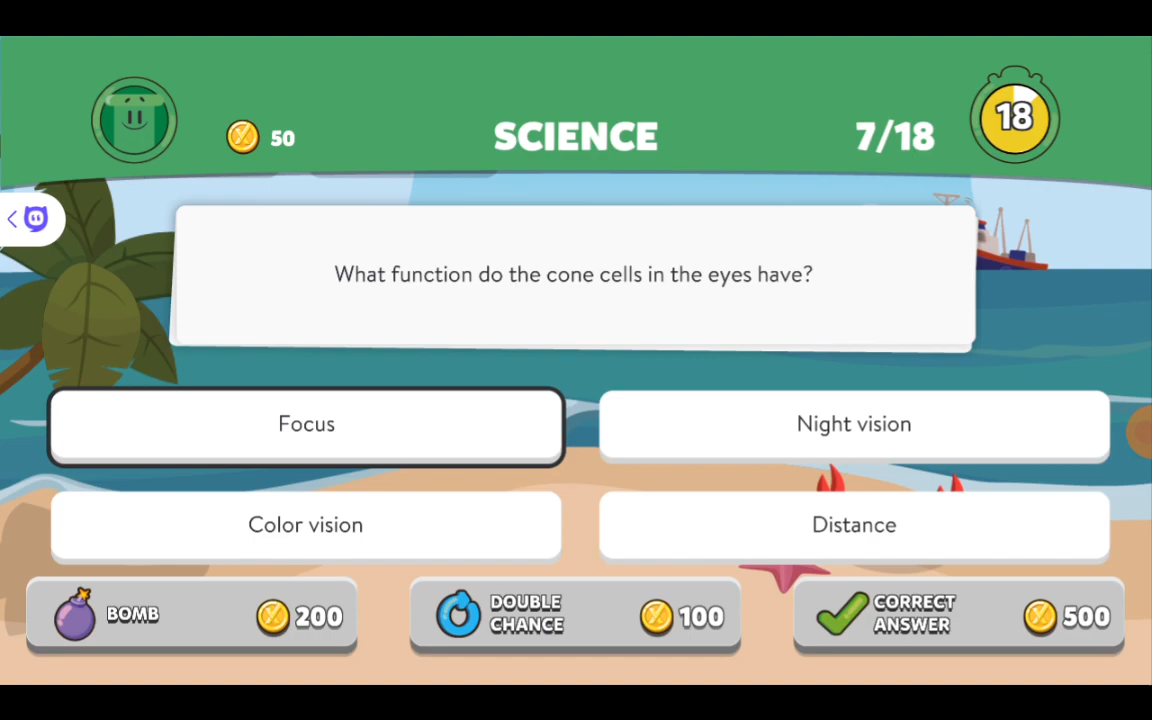 50
SCIENCE
7/18
18
What function do the cone cells in the eyes have?
Focus
Night vision
Color vision
Distance
BOMB
200
DOUBLE
CHANCE
100
CORRECT
ANSWER
500